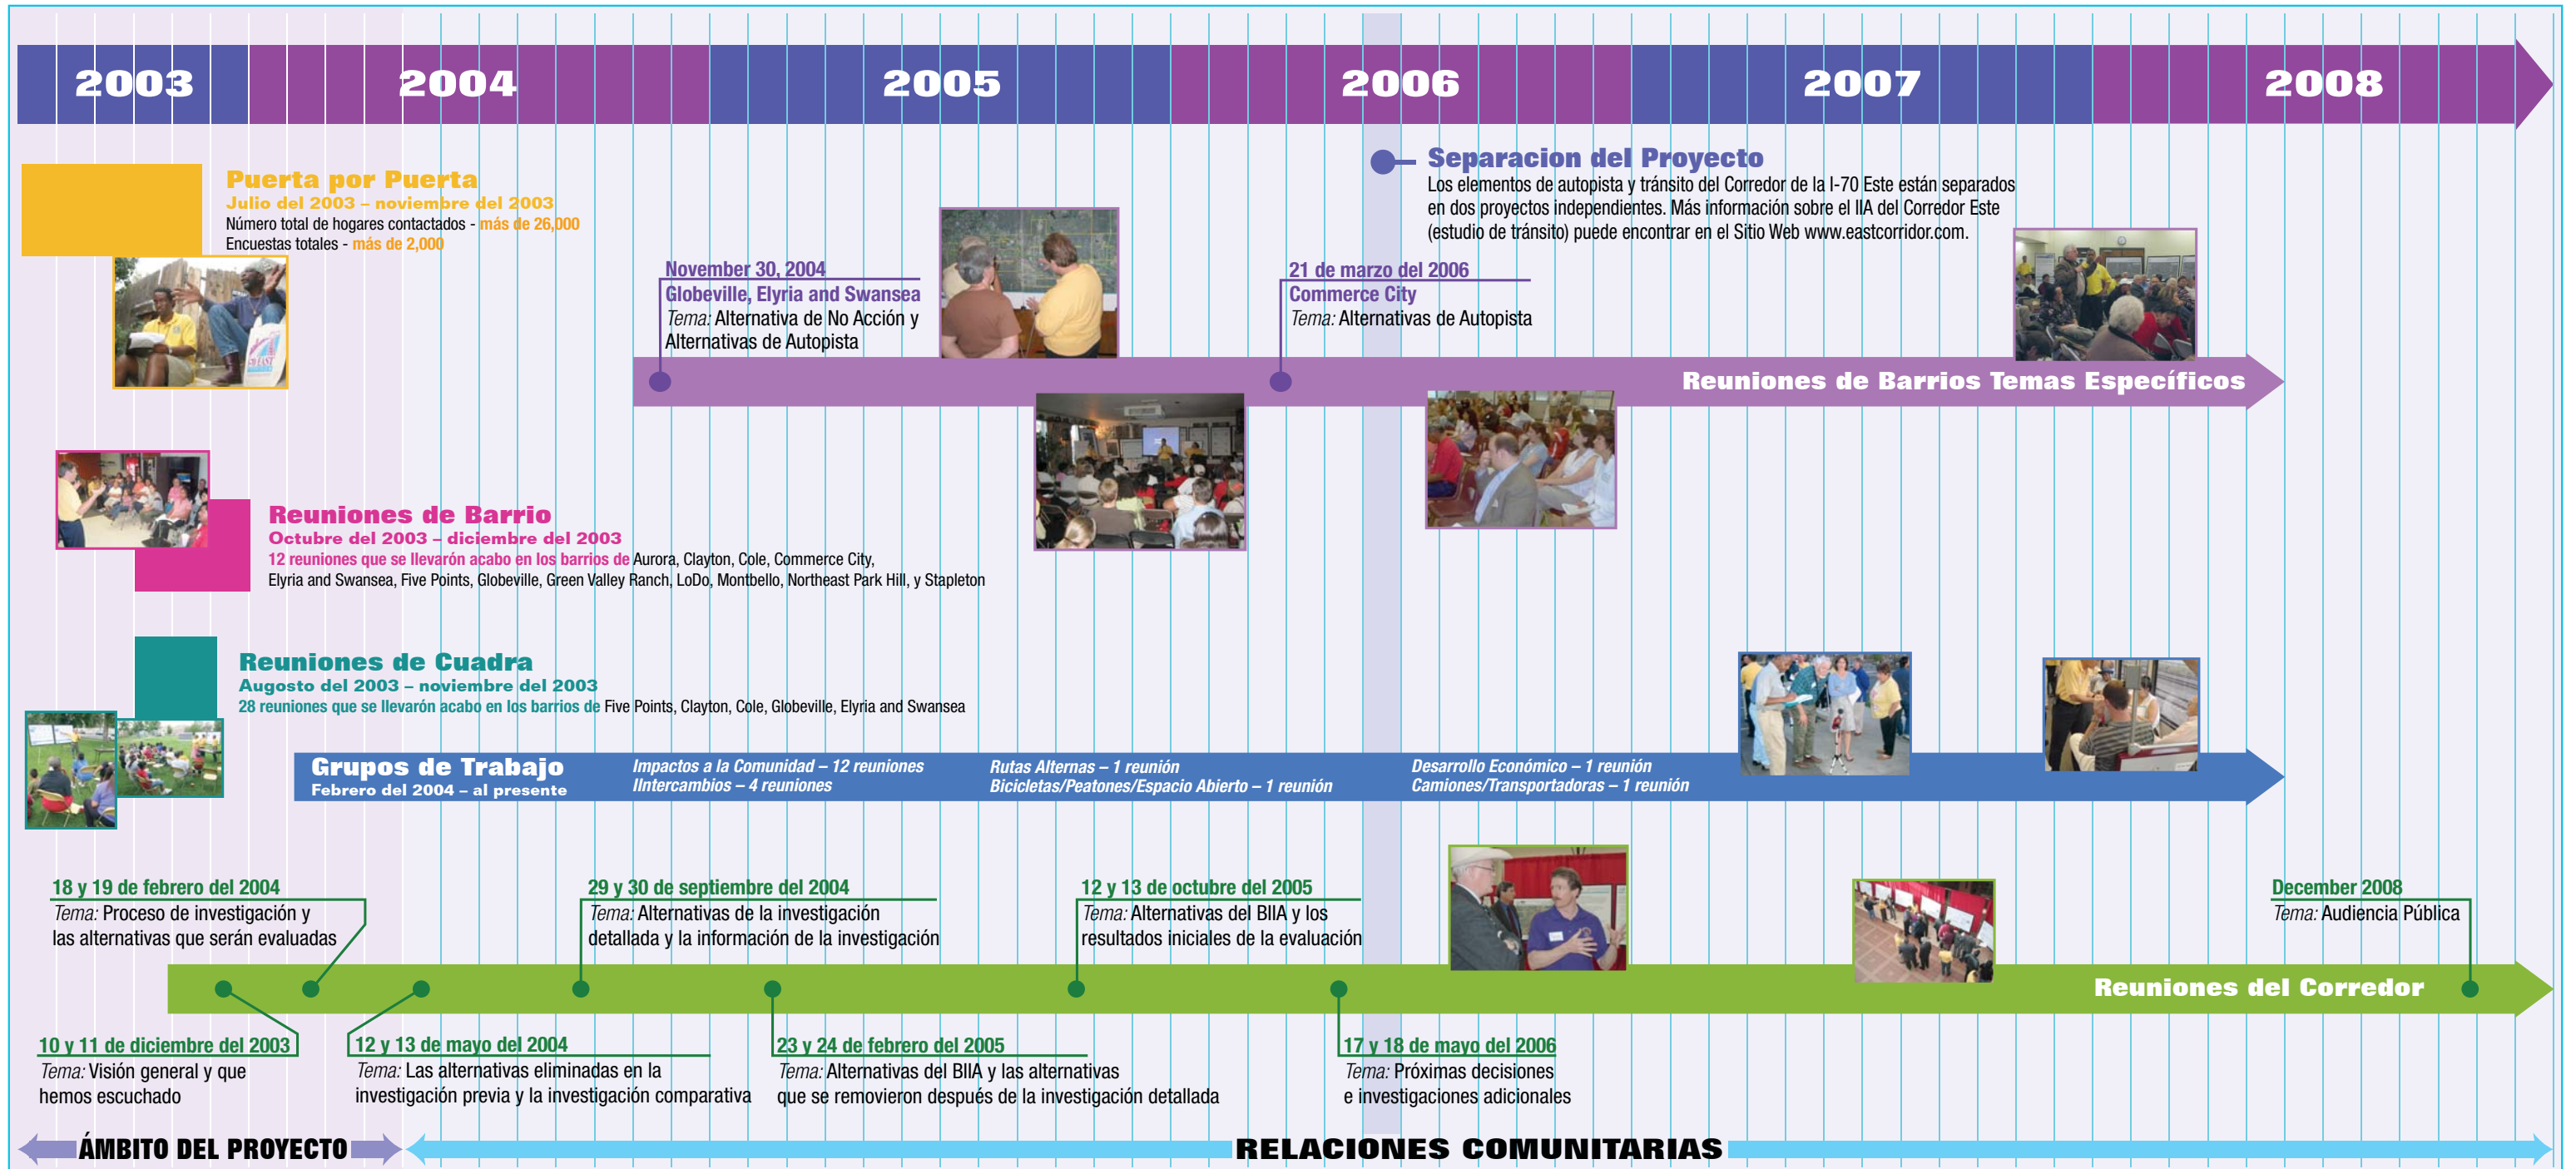 2003
2004
2005
2006
2007
2008
Separacion del Proyecto
Los elementos de autopista y tránsito del Corredor de la I-70 Este están separados
en dos proyectos independientes. Más información sobre el IIA del Corredor Este
(estudio de tránsito) puede encontrar en el Sitio Web www.eastcorridor.com.
Puerta por Puerta
Julio del 2003 – noviembre del 2003
Número total de hogares contactados - más de 26,000
Encuestas totales - más de 2,000
November 30, 2004
Globeville, Elyria and Swansea
Tema: Alternativa de No Acción y
Alternativas de Autopista
21 de marzo del 2006
Commerce City
Tema: Alternativas de Autopista
Reuniones de Barrios Temas Específicos
Reuniones de Barrio
Octubre del 2003 – diciembre del 2003
12 reuniones que se llevarón acabo en los barrios de Aurora, Clayton, Cole, Commerce City,
Elyria and Swansea, Five Points, Globeville, Green Valley Ranch, LoDo, Montbello, Northeast Park Hill, y Stapleton
Reuniones de Cuadra
Augosto del 2003 – noviembre del 2003
28 reuniones que se llevarón acabo en los barrios de Five Points, Clayton, Cole, Globeville, Elyria and Swansea
Grupos de Trabajo
Febrero del 2004 – al presente
Impactos a la Comunidad – 12 reuniones
IIntercambios – 4 reuniones
Rutas Alternas – 1 reunión
Bicicletas/Peatones/Espacio Abierto – 1 reunión
Desarrollo Económico – 1 reunión
Camiones/Transportadoras – 1 reunión
18 y 19 de febrero del 2004
Tema: Proceso de investigación y
las alternativas que serán evaluadas
29 y 30 de septiembre del 2004
Tema: Alternativas de la investigación
detallada y la información de la investigación
12 y 13 de octubre del 2005
Tema: Alternativas del BIIA y los
resultados iniciales de la evaluación
December 2008
Tema: Audiencia Pública
Reuniones del Corredor
10 y 11 de diciembre del 2003
Tema: Visión general y que
hemos escuchado
12 y 13 de mayo del 2004
Tema: Las alternativas eliminadas en la
investigación previa y la investigación comparativa
23 y 24 de febrero del 2005
Tema: Alternativas del BIIA y las alternativas
que se removieron después de la investigación detallada
17 y 18 de mayo del 2006
Tema: Próximas decisiones
e investigaciones adicionales
ÁMBITO DEL PROYECTO
RELACIONES COMUNITARIAS